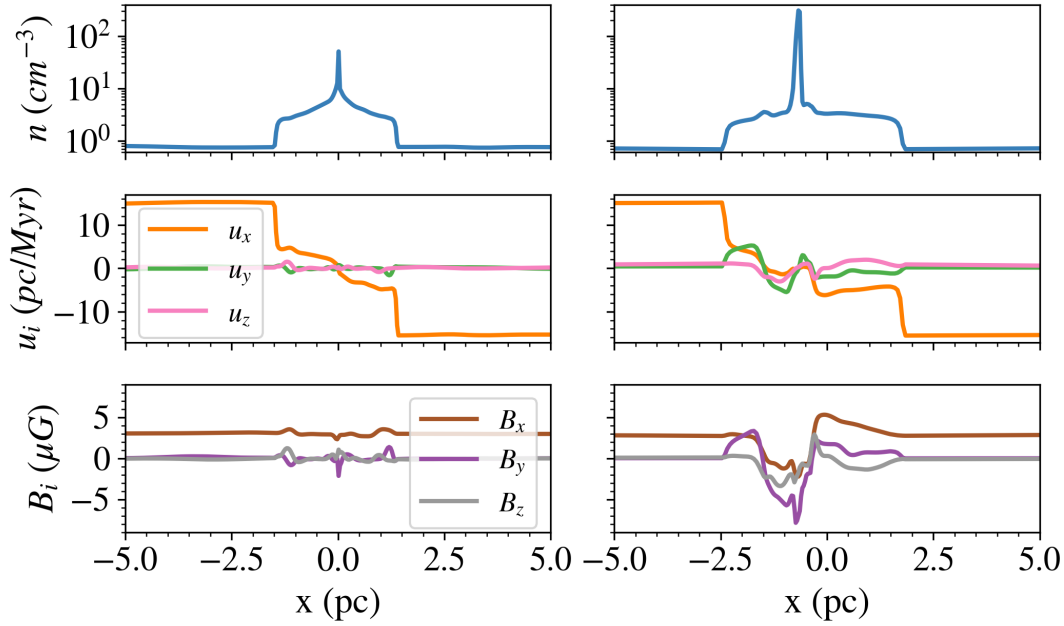 n (cm⁻³)
10²
10¹
10⁰
u_i (pc/Myr)
10
0
−10
u_x
u_y
u_z
B_i (μG)
5
0
−5
B_x
B_y
B_z
−5.0 −2.5 0.0 2.5 5.0
−5.0 −2.5 0.0 2.5 5.0
x (pc)
x (pc)